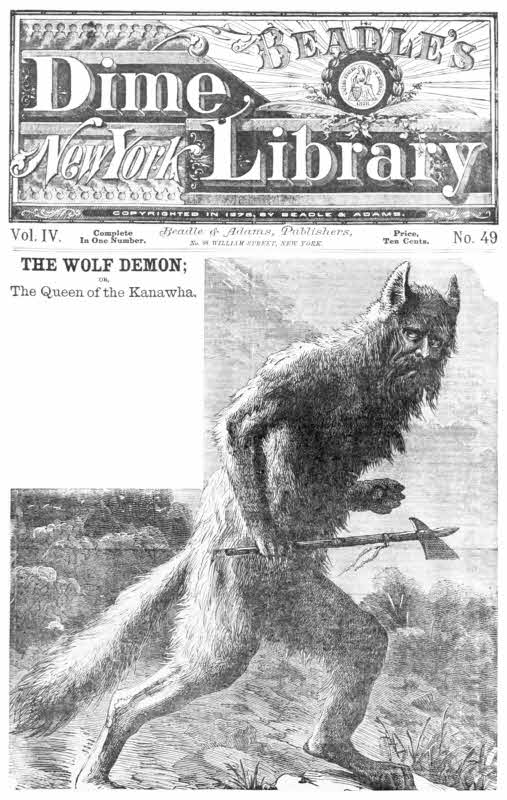 BEADLE'S
Dime
New York
Library
COPYRIGHTED IN 1878, BY BEADLE & ADAMS.
Vol. IV.
Complete
In One Number.
Beadle & Adams, Publishers,
No. 98 WILLIAM STREET, NEW YORK.
Price,
Ten Cents.
No. 49
THE WOLF DEMON;
OR,
The Queen of the Kanawha.